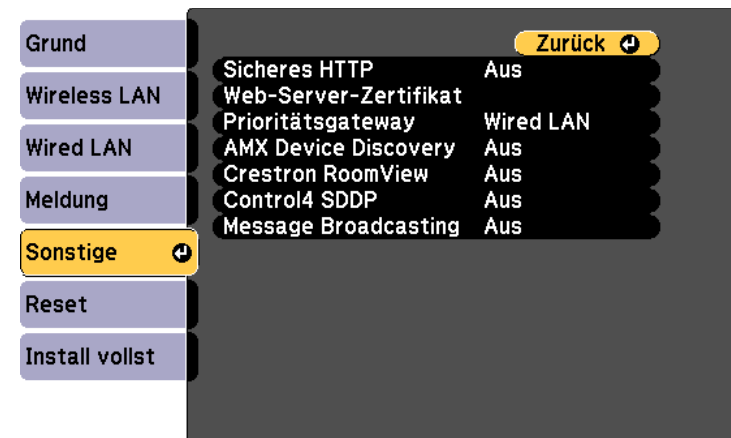 Grund
Wireless LAN
Wired LAN
Meldung
Sonstige
Reset
Install vollst
Zurück
Sicheres HTTP Aus
Web-Server-Zertifikat
Prioritätsgateway Wired LAN
AMX Device Discovery Aus
Crestron RoomView Aus
Control4 SDDP Aus
Message Broadcasting Aus